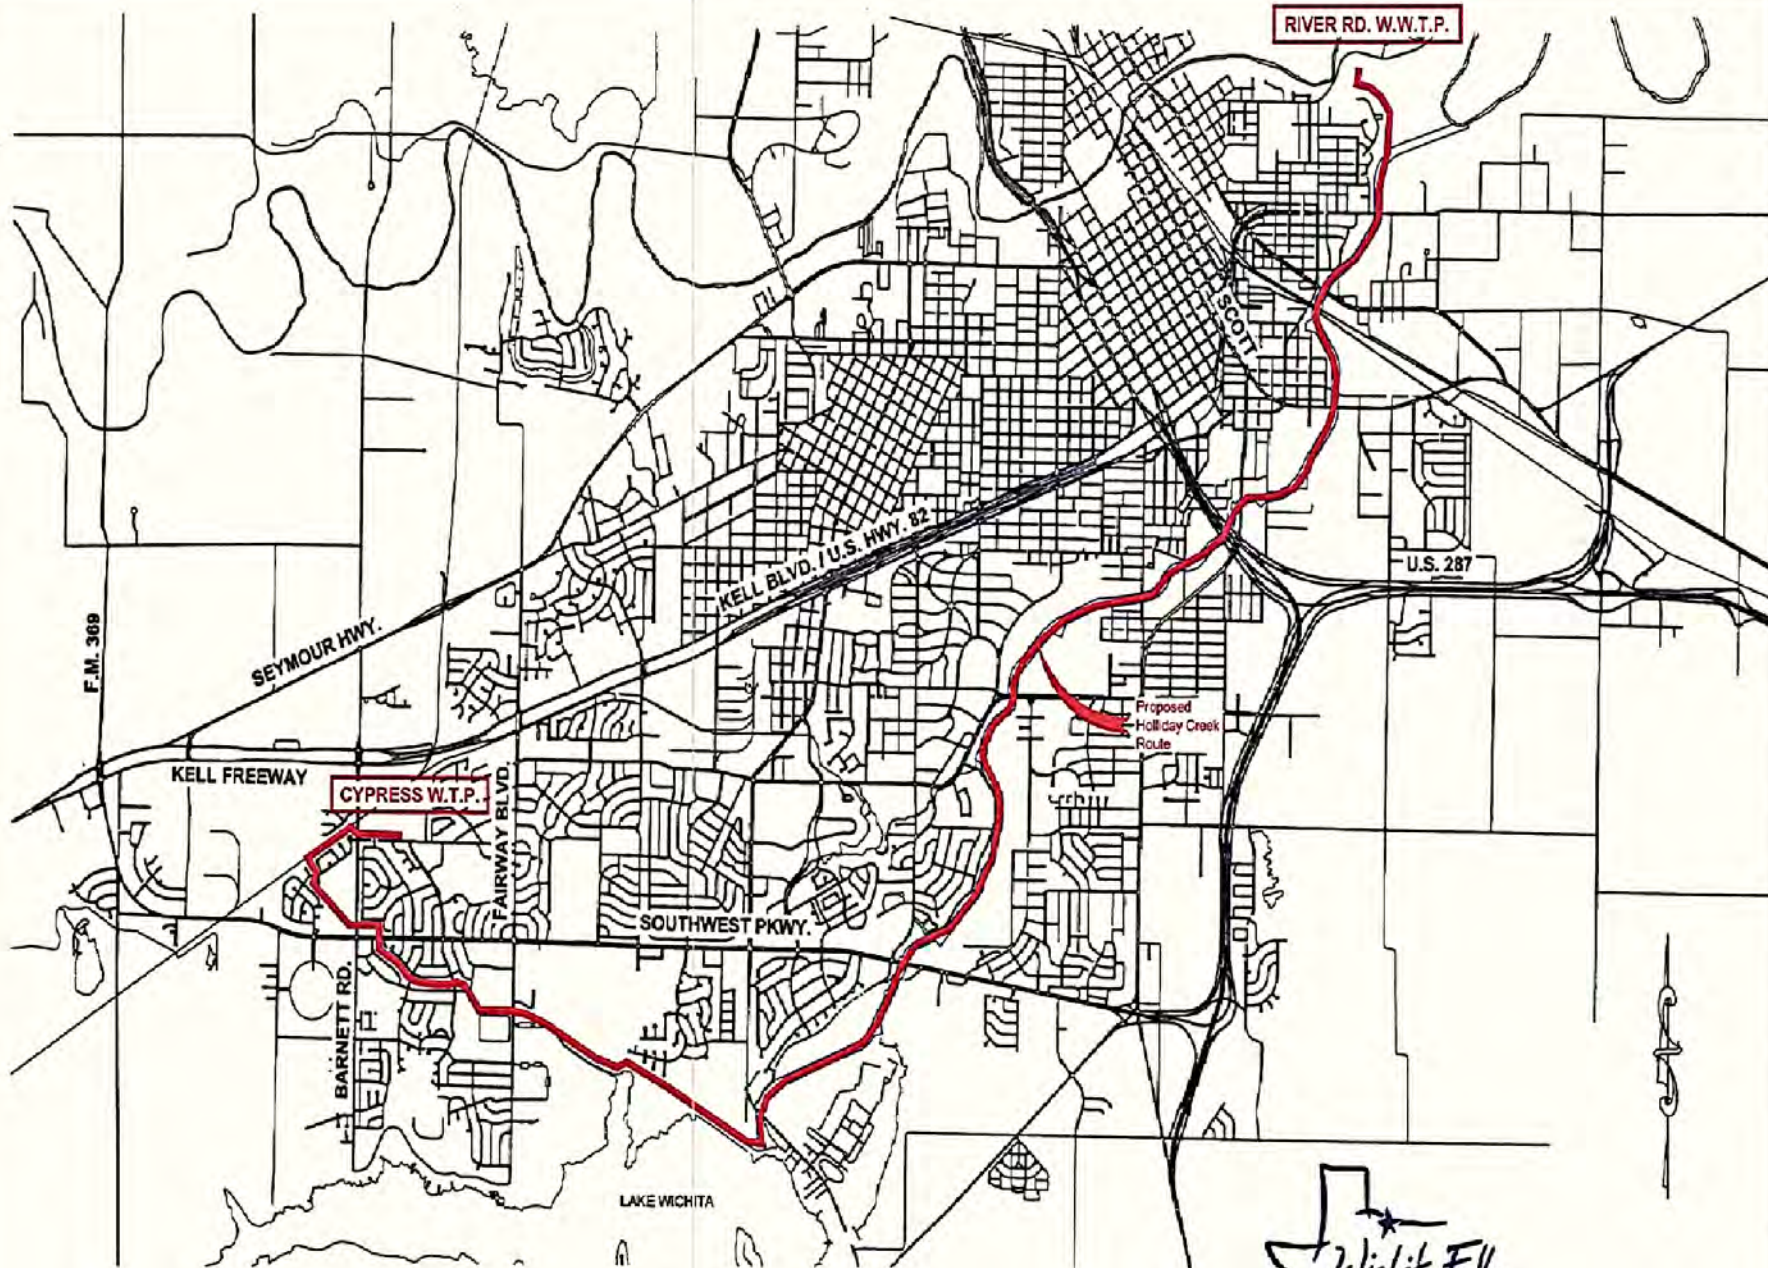 RIVER RD. W.W.T.P.
SCOTT
KELL BLVD. / U.S. HWY. 82
U.S. 287
F.M. 369
SEYMOUR HWY.
Proposed
Holliday Creek
Route
KELL FREEWAY
CYPRESS W.T.P.
FAIRWAY BLVD.
SOUTHWEST PKWY.
BARNETT RD.
LAKE WICHITA